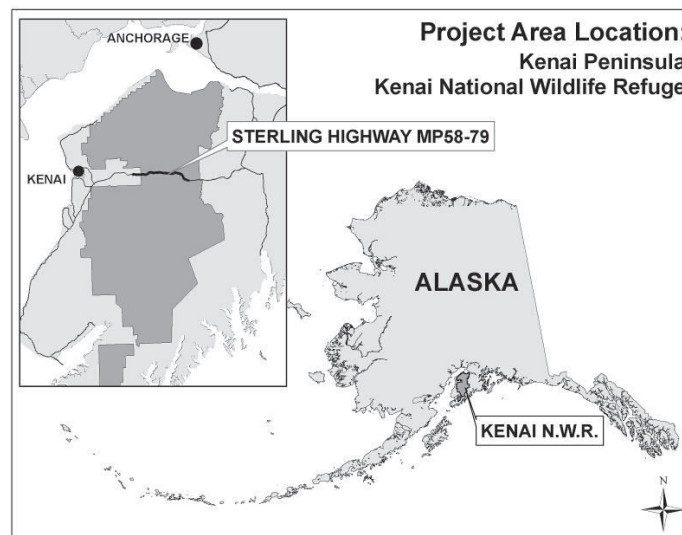 Project Area Location:
Kenai Peninsula
Kenai National Wildlife Refuge
ANCHORAGE
STERLING HIGHWAY MP58-79
KENAI
ALASKA
KENAI N.W.R.
N